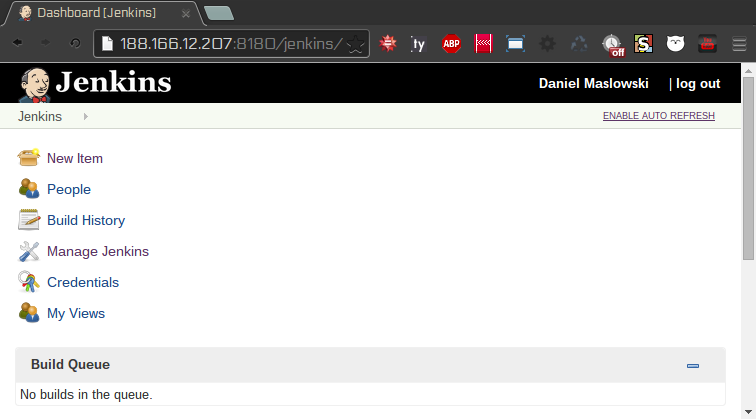 Dashboard [Jenkins]
188.166.12.207:8180/jenkins/
ty
ABP
off
S
Jenkins
Daniel Maslowski
| log out
Jenkins
ENABLE AUTO REFRESH
New Item
People
Build History
Manage Jenkins
Credentials
My Views
Build Queue
No builds in the queue.